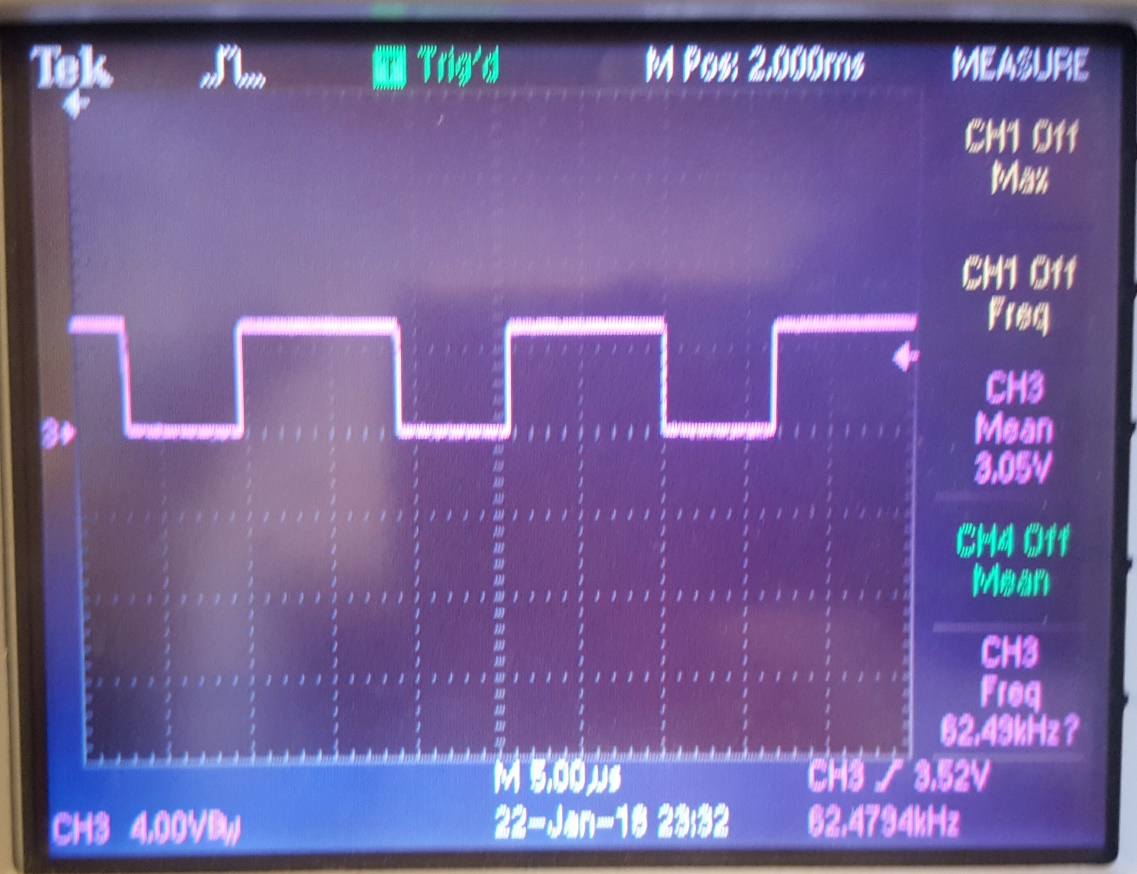 Tek
T Trig'd
M Pos: 2.000ms
MEASURE
CH1 Off
Max
CH1 Off
Freq
CH3
Mean
3.05V
CH4 Off
Mean
CH3
Freq
62.49kHz?
3
CH3 4.00VBW
M 5.00µs
CH3 3.52V
22-Jan-18 23:32
62.4794kHz